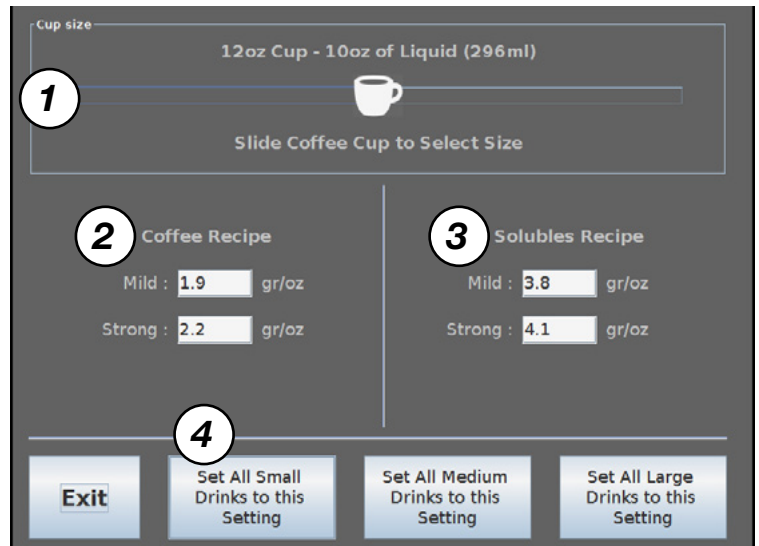 Cup size
12oz Cup - 10oz of Liquid (296ml)
1
Slide Coffee Cup to Select Size
2 Coffee Recipe
Mild : 1.9 gr/oz
Strong : 2.2 gr/oz
3 Solubles Recipe
Mild : 3.8 gr/oz
Strong : 4.1 gr/oz
4
Exit
Set All Small
Drinks to this
Setting
Set All Medium
Drinks to this
Setting
Set All Large
Drinks to this
Setting